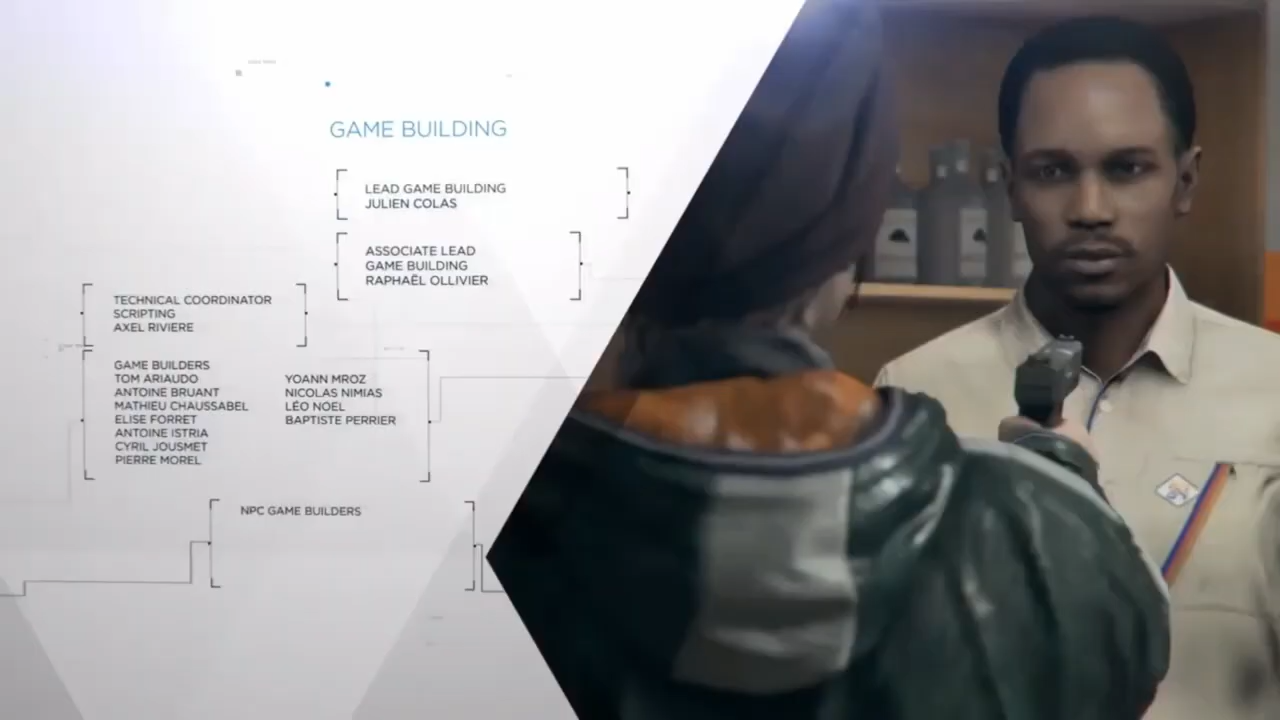 GAME BUILDING
LEAD GAME BUILDING
JULIEN COLAS
ASSOCIATE LEAD
GAME BUILDING
RAPHAËL OLLIVIER
TECHNICAL COORDINATOR
SCRIPTING
AXEL RIVIERE
GAME BUILDERS
TOM ARIAUDO
ANTOINE BRUANT
MATHIEU CHAUSSABEL
ELISE FORRET
ANTOINE ISTRIA
CYRIL JOUSMET
PIERRE MOREL
YOANN MROZ
NICOLAS NIMIAS
LÉO NOEL
BAPTISTE PERRIER
NPC GAME BUILDERS